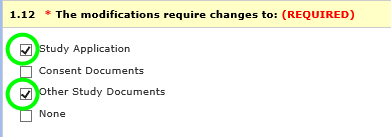 1.12 * The modifications require changes to: (REQUIRED)
Study Application
Consent Documents
Other Study Documents
None